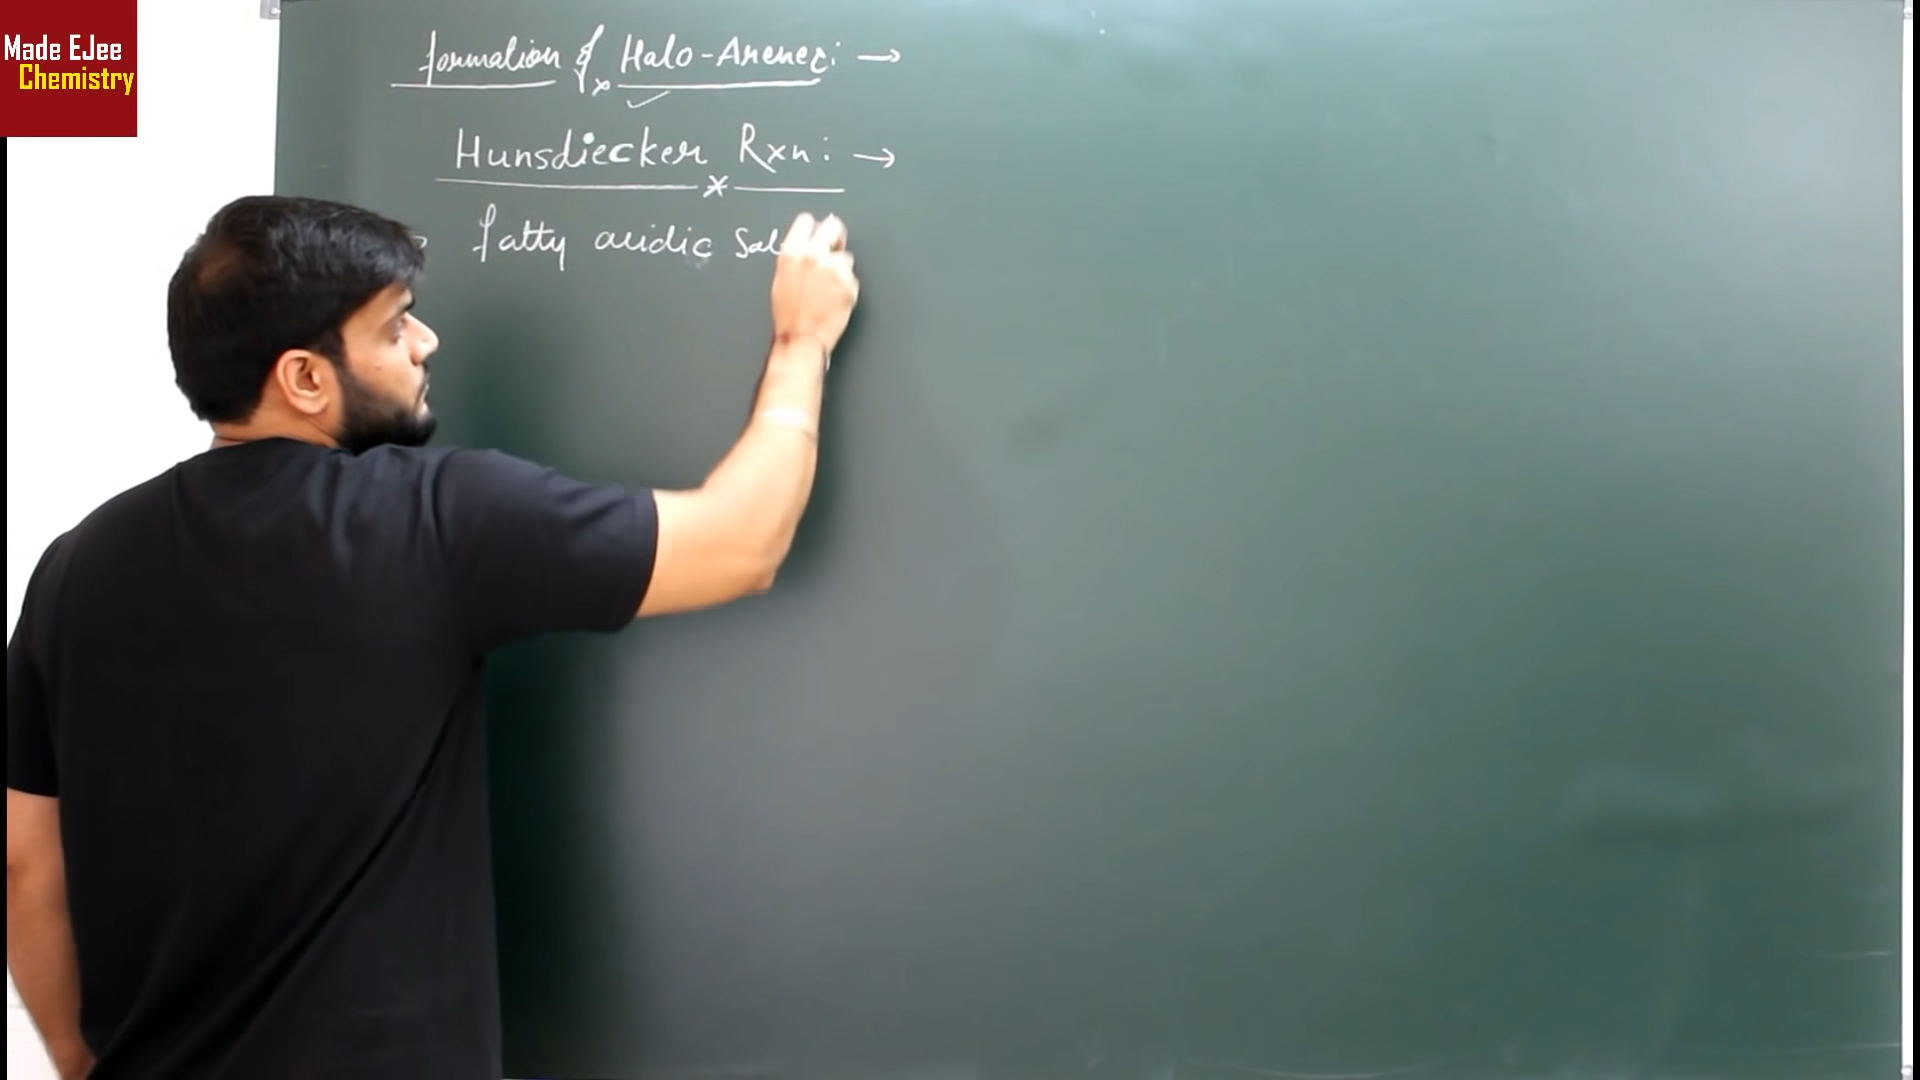 Made EJee
Chemistry
formation of Halo-Arenes: →
Hunsdiecker Rxn: →
fatty acidic